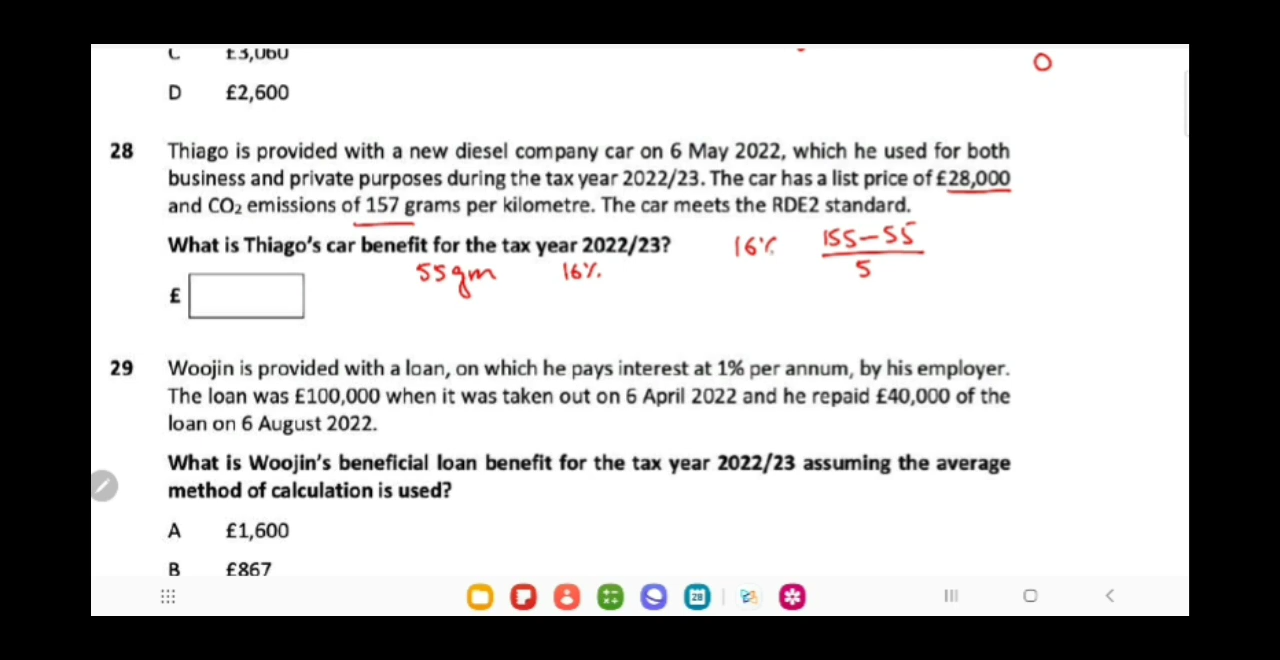 C £3,060
D £2,600
28 Thiago is provided with a new diesel company car on 6 May 2022, which he used for both
business and private purposes during the tax year 2022/23. The car has a list price of £28,000
and CO₂ emissions of 157 grams per kilometre. The car meets the RDE2 standard.
What is Thiago's car benefit for the tax year 2022/23? 16% 155-55
5
55gm 16%
£
29 Woojin is provided with a loan, on which he pays interest at 1% per annum, by his employer.
The loan was £100,000 when it was taken out on 6 April 2022 and he repaid £40,000 of the
loan on 6 August 2022.
What is Woojin's beneficial loan benefit for the tax year 2022/23 assuming the average
method of calculation is used?
A £1,600
B £867
28